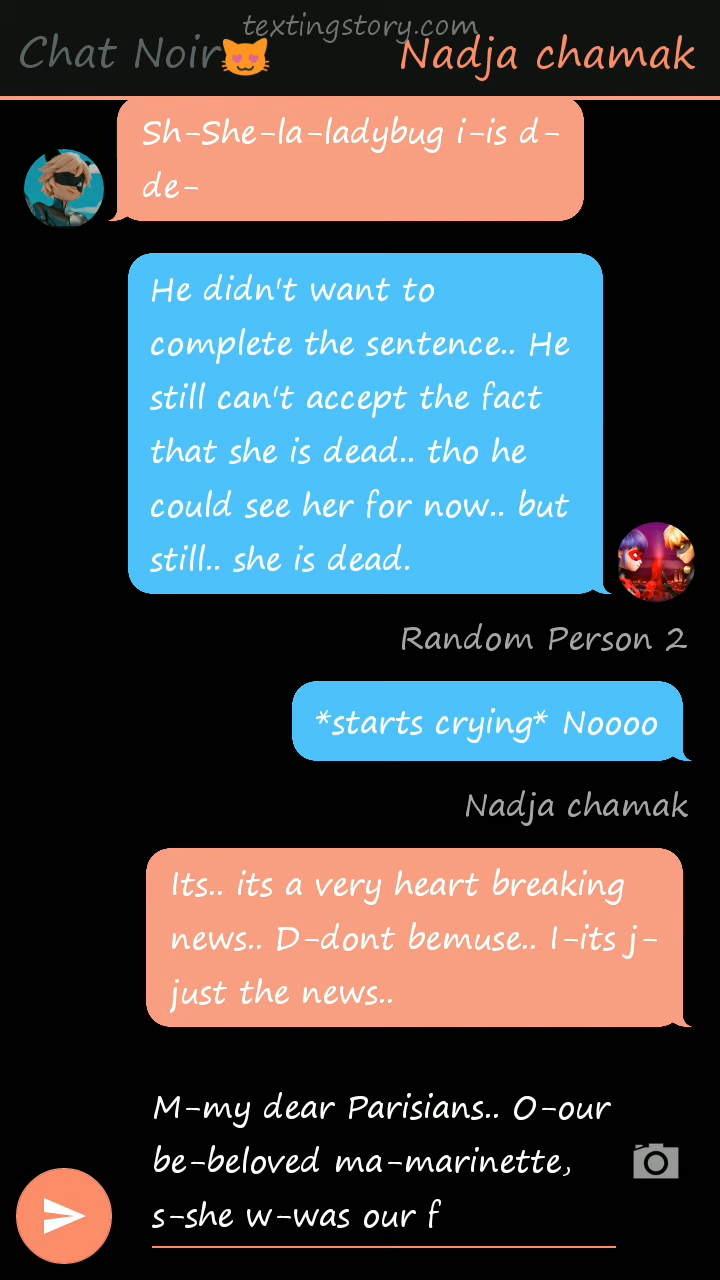 textingstory.com
Chat Noir😻 Nadja chamak
Sh-She-la-ladybug i-is d-
de-
He didn't want to
complete the sentence.. He
still can't accept the fact
that she is dead.. tho he
could see her for now.. but
still.. she is dead.
Random Person 2
*starts crying* Noooo
Nadja chamak
Its.. its a very heart breaking
news.. D-dont bemuse.. I-its j-
just the news..
M-my dear Parisians.. O-our
be-beloved ma-marinette,
s-she w-was our f